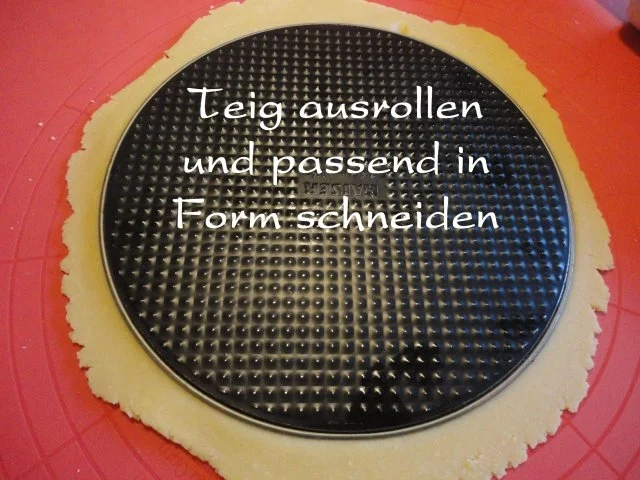 Teig ausrollen
und passend in
Form schneiden